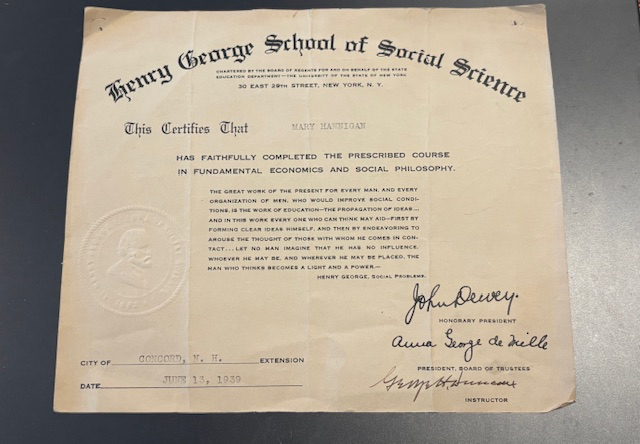 Henry George School of Social Science
CHARTERED BY THE BOARD OF REGENTS FOR AND ON BEHALF OF THE STATE
EDUCATION DEPARTMENT—THE UNIVERSITY OF THE STATE OF NEW YORK
30 EAST 29TH STREET, NEW YORK, N. Y.
This Certifies That MARY HANNIGAN
HAS FAITHFULLY COMPLETED THE PRESCRIBED COURSE
IN FUNDAMENTAL ECONOMICS AND SOCIAL PHILOSOPHY.
THE GREAT WORK OF THE PRESENT FOR EVERY MAN, AND EVERY
ORGANIZATION OF MEN, WHO WOULD IMPROVE SOCIAL CONDI-
TIONS, IS THE WORK OF EDUCATION—THE PROPAGATION OF IDEAS...
AND IN THIS WORK EVERY ONE WHO CAN THINK MAY AID—FIRST BY
FORMING CLEAR IDEAS HIMSELF, AND THEN BY ENDEAVORING TO
AROUSE THE THOUGHT OF THOSE WITH WHOM HE COMES IN CON-
TACT... LET NO MAN IMAGINE THAT HE HAS NO INFLUENCE.
WHOEVER HE MAY BE, AND WHEREVER HE MAY BE PLACED, THE
MAN WHO THINKS BECOMES A LIGHT AND A POWER.—
HENRY GEORGE, SOCIAL PROBLEMS.
John Dewey.
HONORARY PRESIDENT
Anna George de Mille
PRESIDENT, BOARD OF TRUSTEES
George H. Duncan
INSTRUCTOR
CITY OF CONCORD, N. H. EXTENSION
DATE JUNE 13, 1939